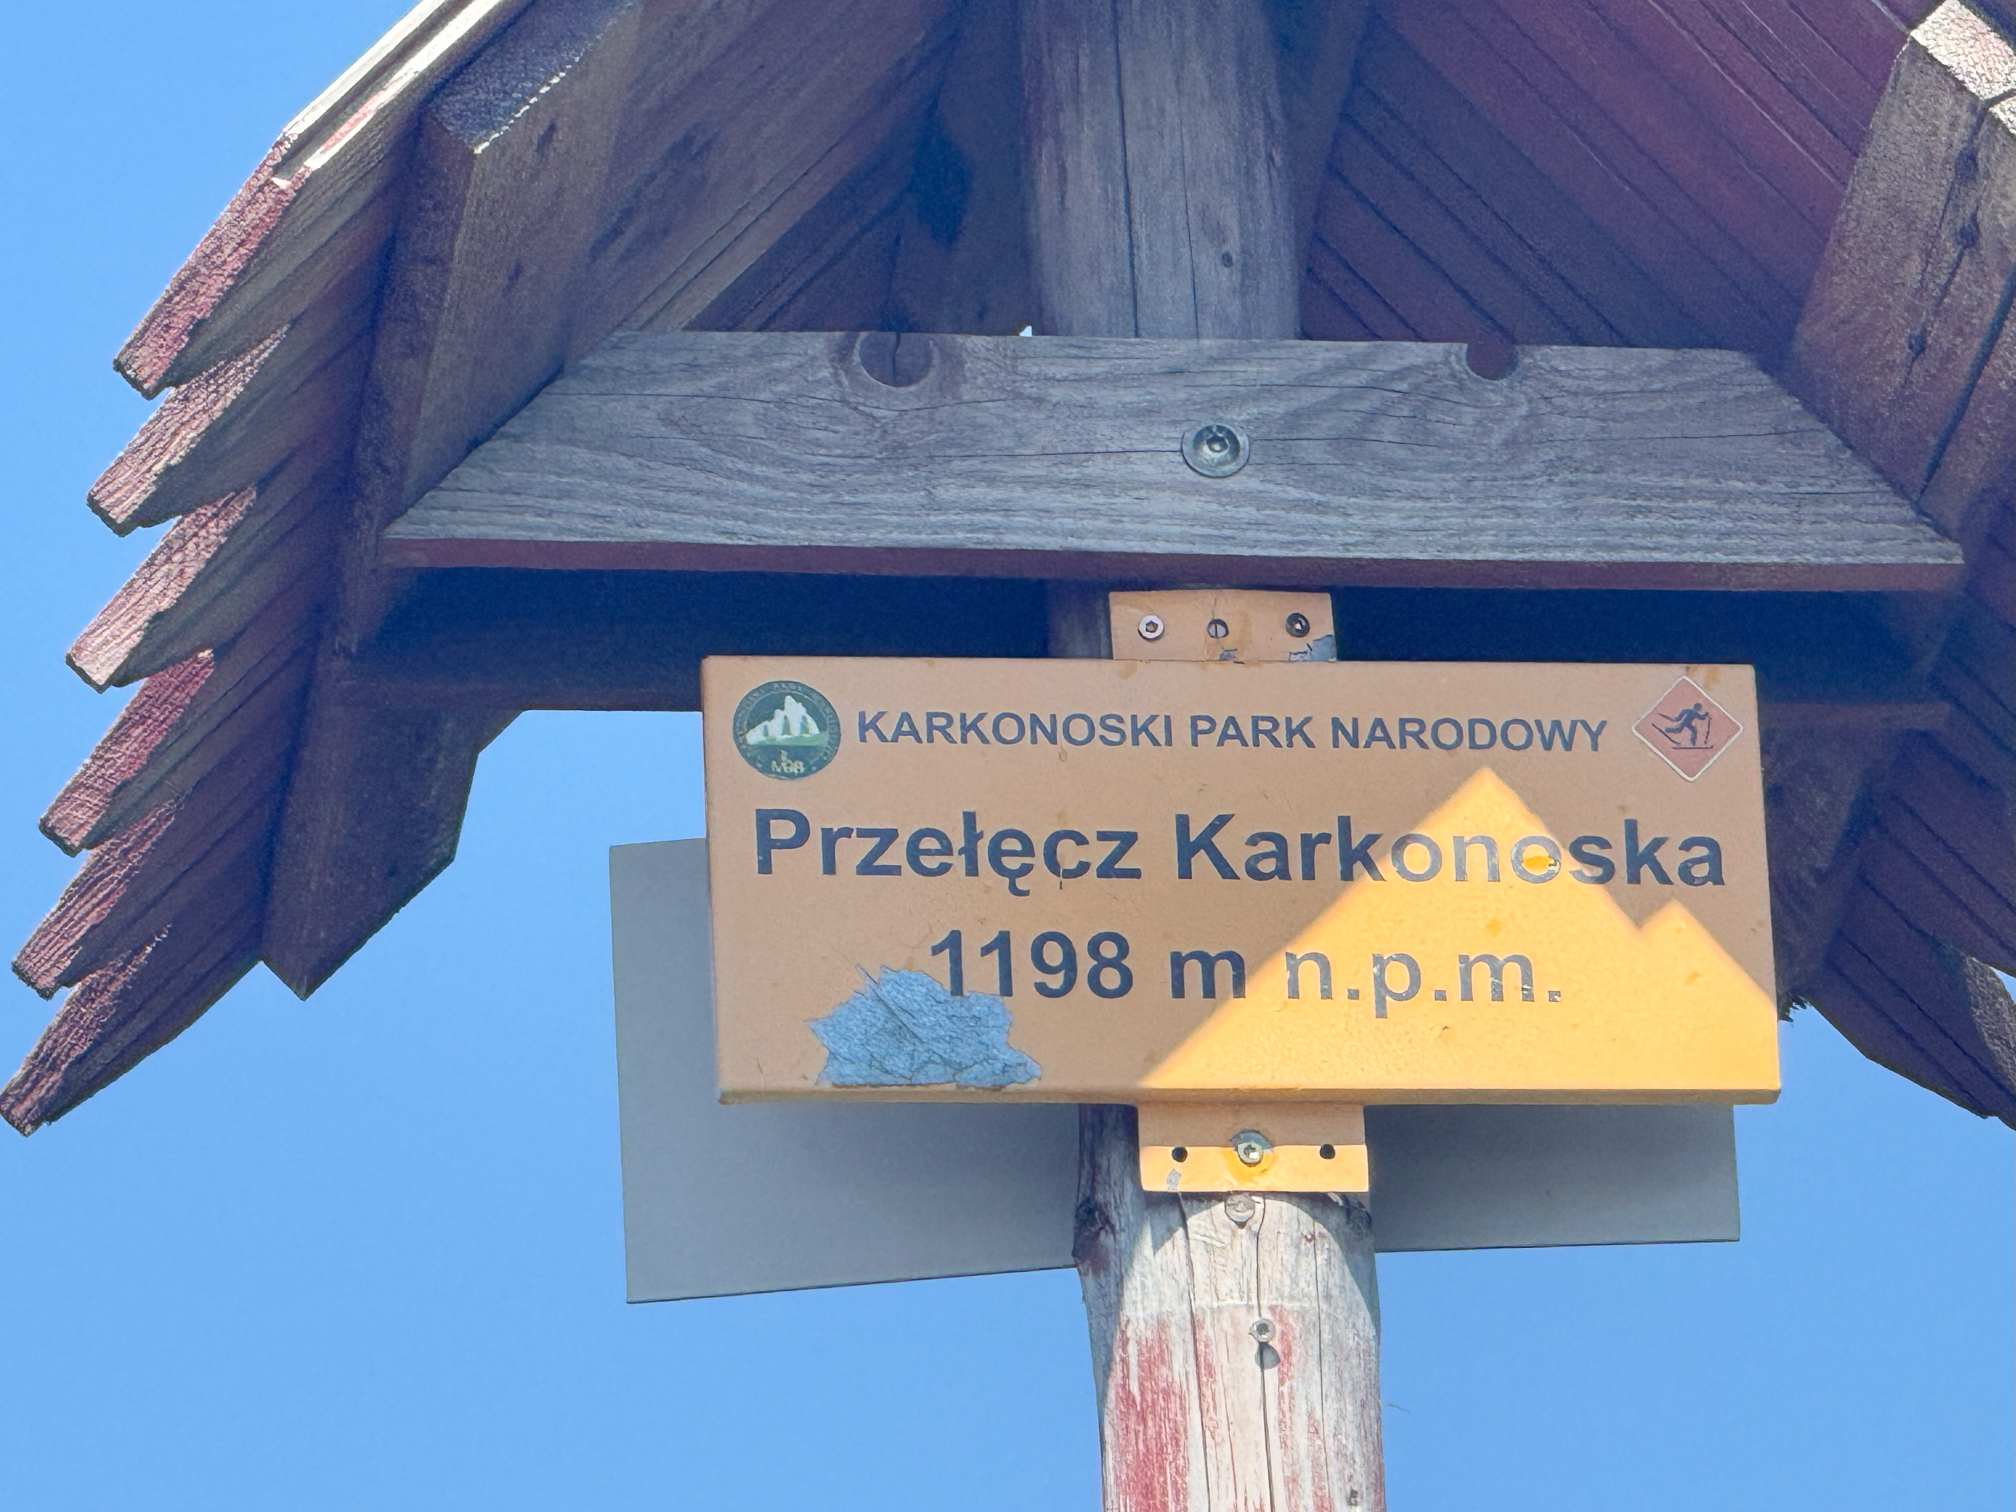 KARKONOSKI PARK NARODOWY
Przełęcz Karkonoska
1198 m n.p.m.